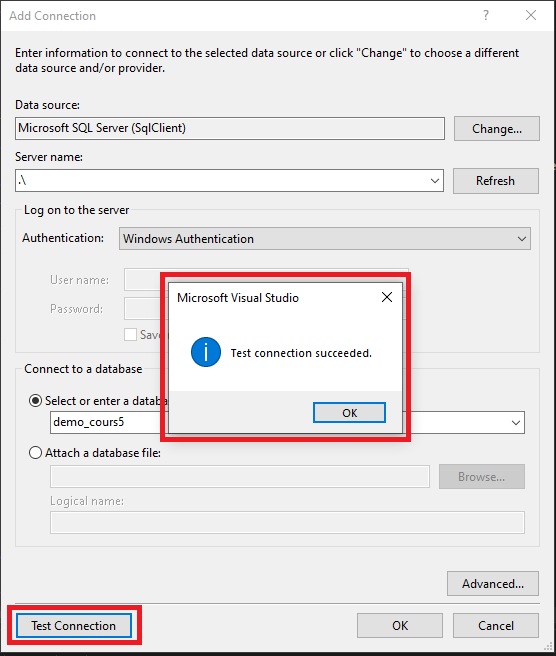 Add Connection
Enter information to connect to the selected data source or click "Change" to choose a different
data source and/or provider.
Data source:
Microsoft SQL Server (SqlClient)
Change...
Server name:
.\
Refresh
Log on to the server
Authentication:
Windows Authentication
User name:
Password:
Save
Microsoft Visual Studio
Test connection succeeded.
OK
Connect to a database
Select or enter a databa
demo_cours5
Attach a database file:
Browse...
Logical name:
Advanced...
Test Connection
OK
Cancel